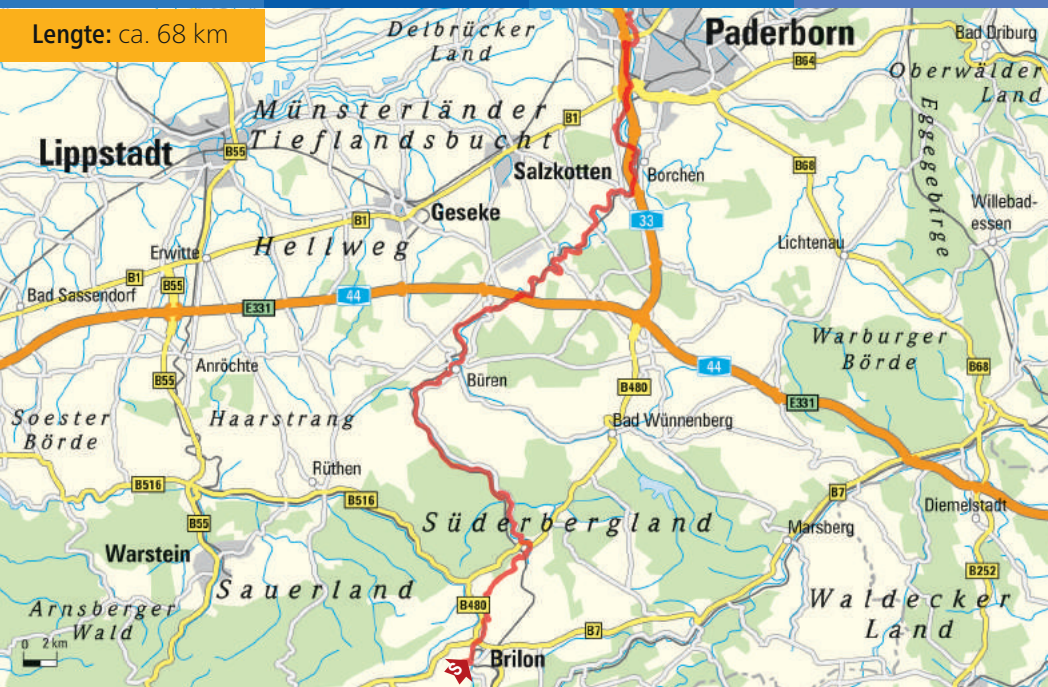 Lengte: ca. 68 km
Delbrücker
Land
Paderborn
Bad Driburg
B64
Oberwälder
Land
Münsterländer
Tieflandsbucht
B1
Eggegebirge
Lippstadt
B55
Salzkotten
Borchen
B68
Willebad-
essen
Geseke
B1
33
Lichtenau
Erwitte
Hellweg
B1
B55
Bad Sassendorf
E331
44
Warburger
Börde
Anröchte
44
B68
B55
Büren
B480
E331
Soester
Börde
Haarstrang
Bad Wünnenberg
Rüthen
B516
B516
B7
Diemelstadt
B55
Süderbergland
Marsberg
Warstein
Sauerland
B252
Arnsberger
Wald
B480
Waldecker
Land
B7
0 2 km
S
Brilon